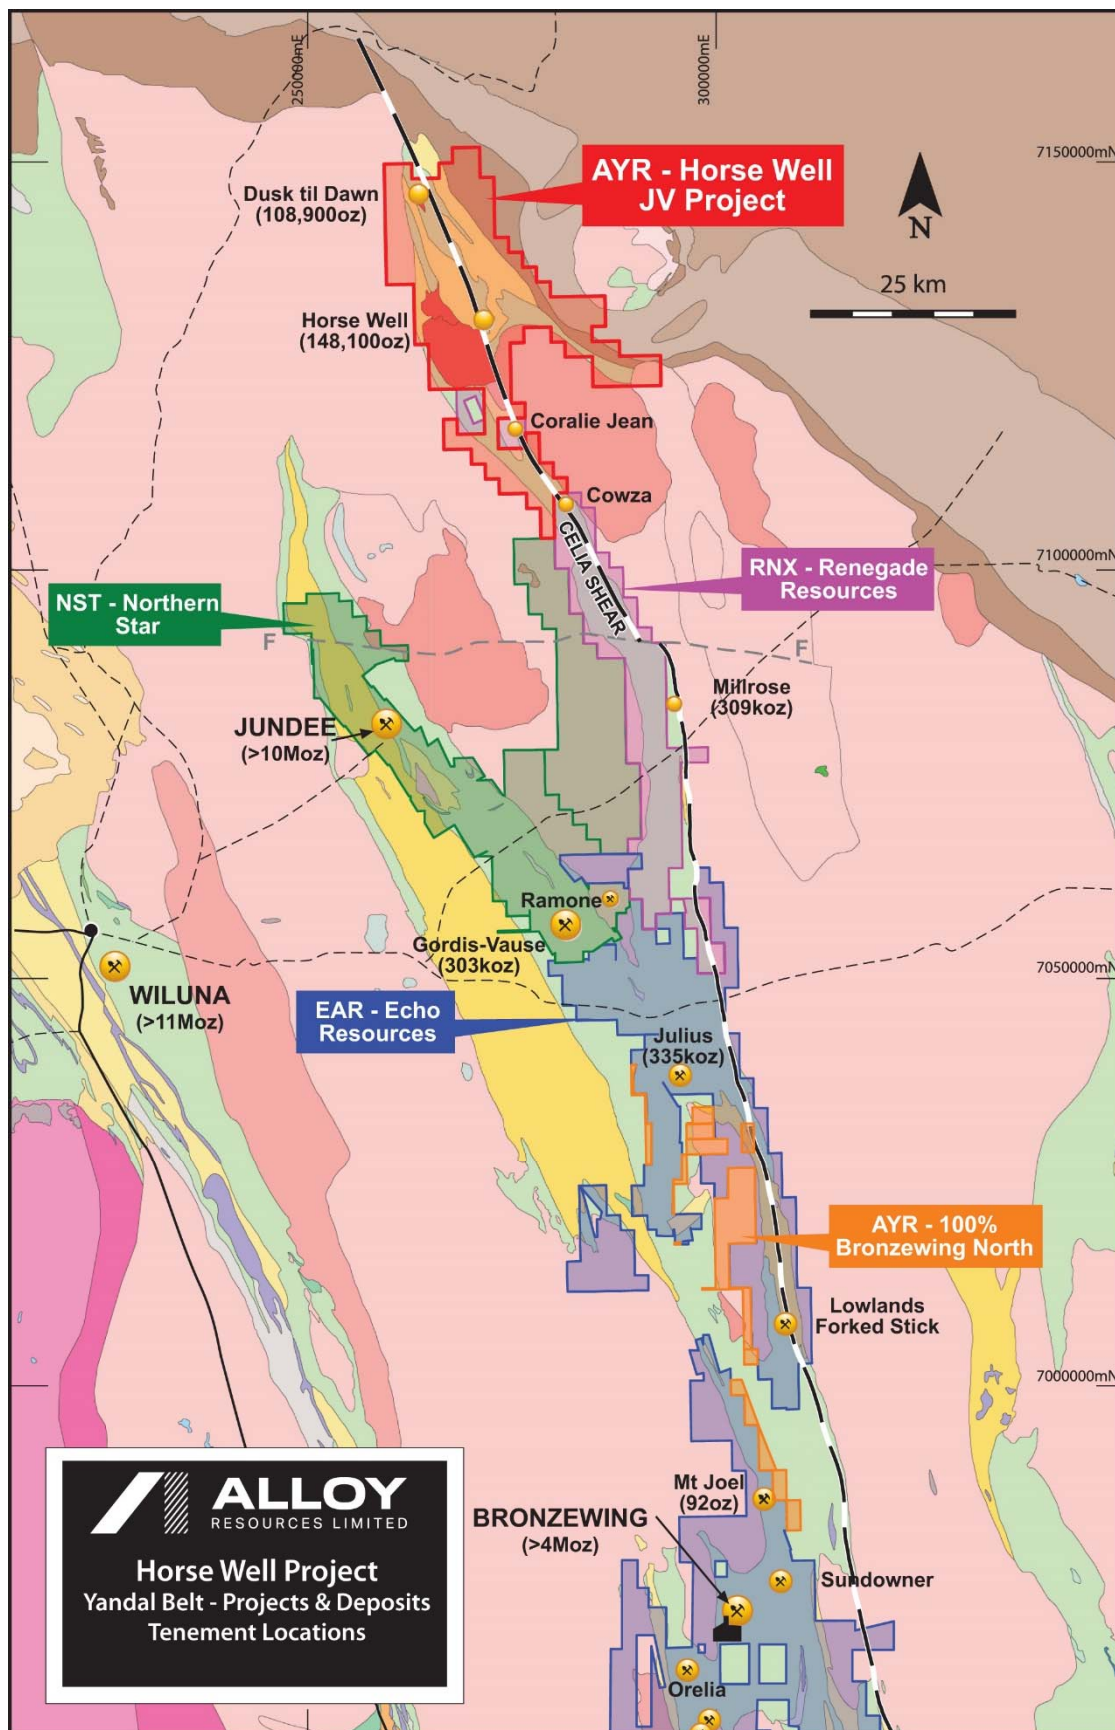 250000mE
300000mE
7150000mN
AYR - Horse Well
JV Project
Dusk til Dawn
(108,900oz)
N
25 km
Horse Well
(148,100oz)
Coralie Jean
Cowza
CELIA SHEAR
7100000mN
RNX - Renegade
Resources
NST - Northern
Star
F
F
Millrose
(309koz)
JUNDEE
(>10Moz)
Ramone
Gordis-Vause
(303koz)
7050000mN
WILUNA
(>11Moz)
EAR - Echo
Resources
Julius
(335koz)
AYR - 100%
Bronzewing North
Lowlands
Forked Stick
7000000mN
Mt Joel
(92oz)
BRONZEWING
(>4Moz)
Sundowner
Orelia
ALLOY
RESOURCES LIMITED
Horse Well Project
Yandal Belt - Projects & Deposits
Tenement Locations